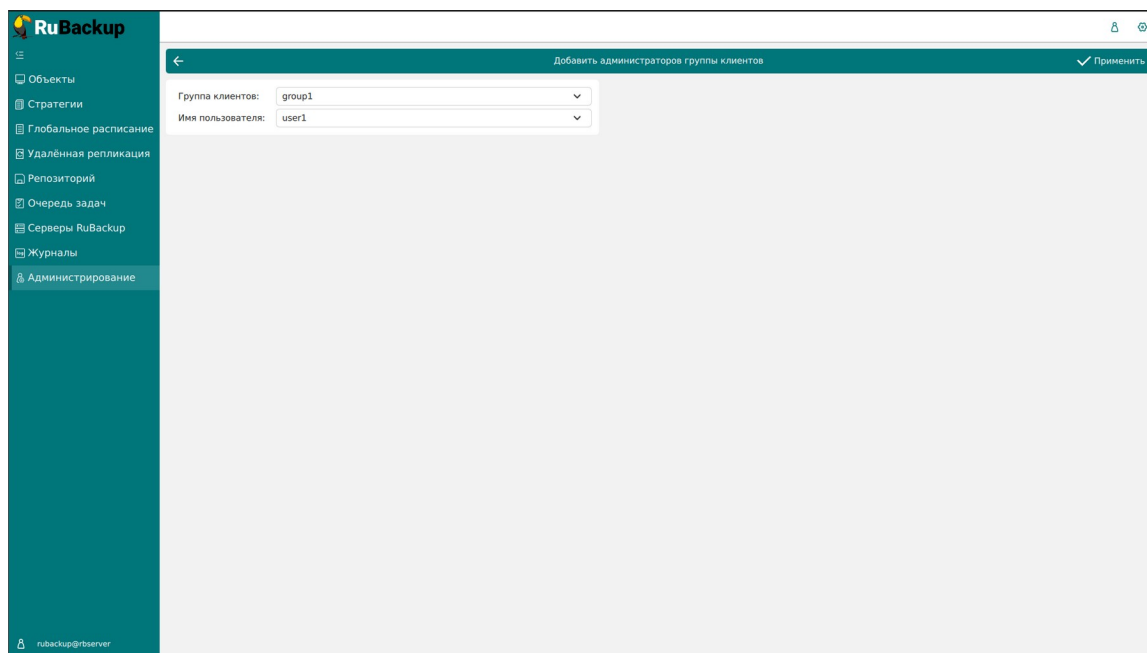 RuBackup
Добавить администраторов группы клиентов
Применить
Объекты
Стратегии
Глобальное расписание
Удалённая репликация
Репозиторий
Очередь задач
Серверы RuBackup
Журналы
Администрирование
Группа клиентов: group1
Имя пользователя: user1
rubackup@rbserver